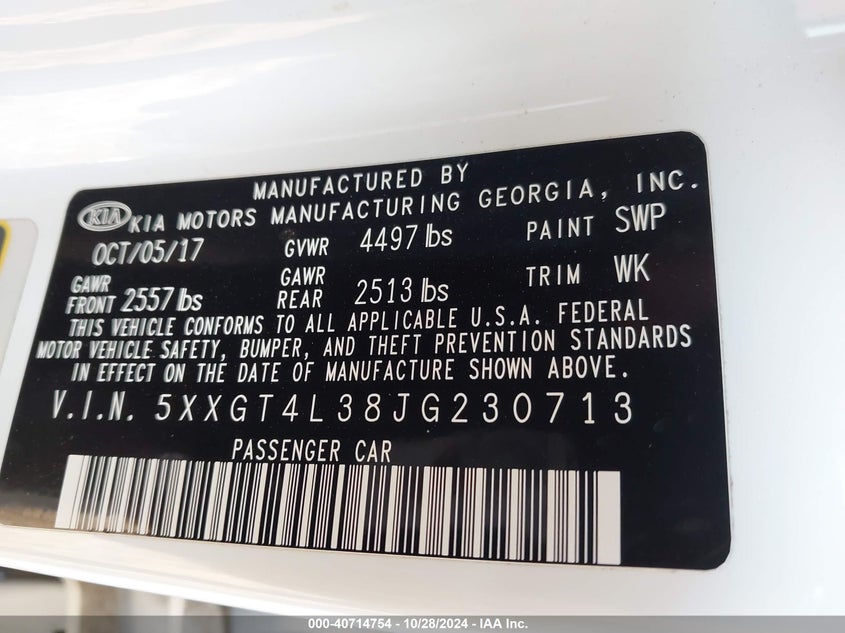 MANUFACTURED BY
KIA KIA MOTORS MANUFACTURING GEORGIA, INC.
OCT/05/17 GVWR 4497 lbs PAINT SWP
GAWR FRONT 2557 lbs GAWR REAR 2513 lbs TRIM WK
THIS VEHICLE CONFORMS TO ALL APPLICABLE U.S.A. FEDERAL
MOTOR VEHICLE SAFETY, BUMPER, AND THEFT PREVENTION STANDARDS
IN EFFECT ON THE DATE OF MANUFACTURE SHOWN ABOVE.
V.I.N. 5XXGT4L38JG230713
PASSENGER CAR
000-40714754 - 10/28/2024 - IAA Inc.